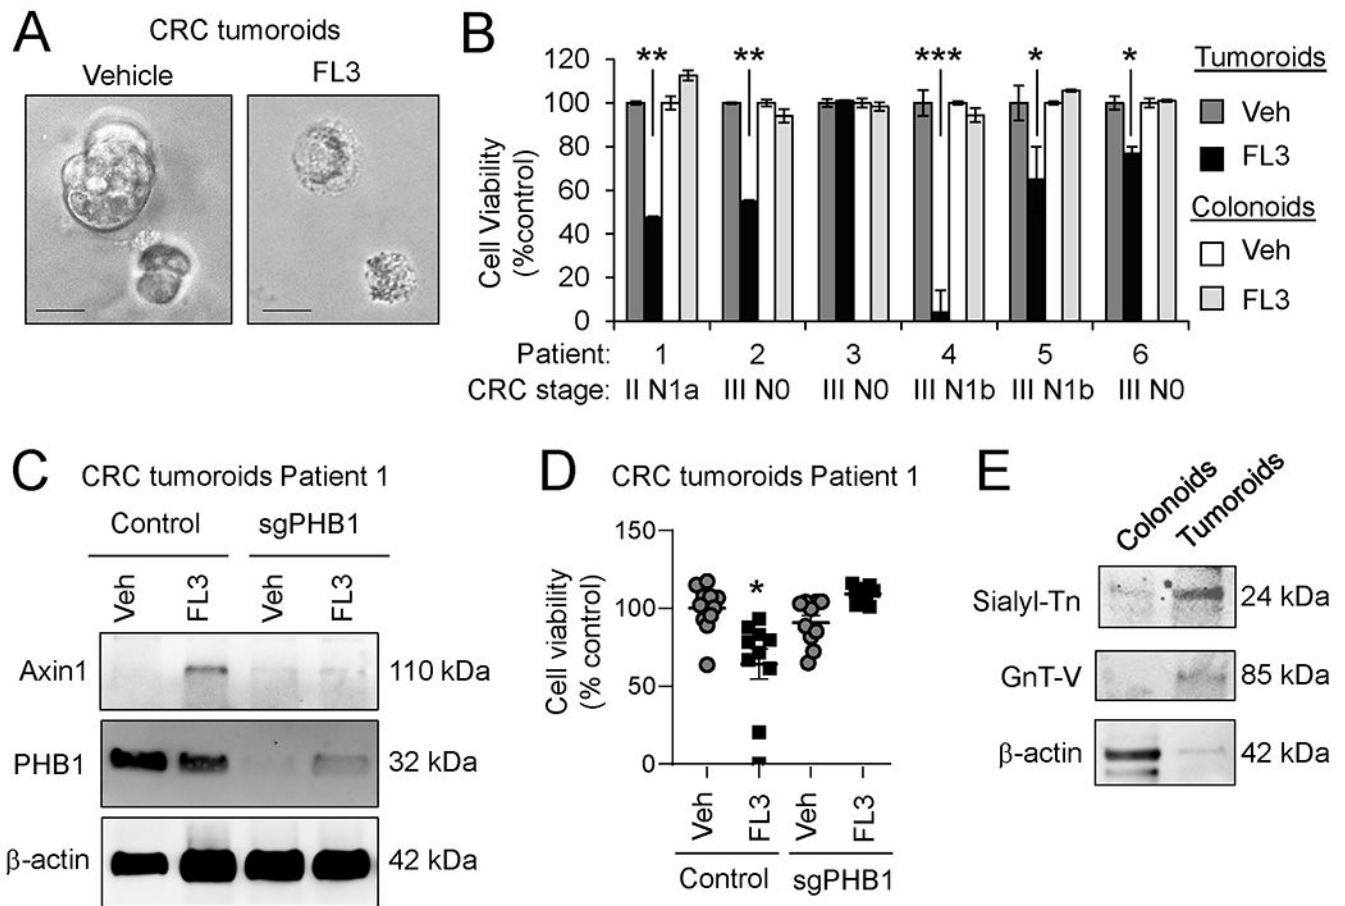 A
CRC tumoroids
Vehicle
FL3
B
Cell Viability
(%control)
120
100
80
60
40
20
0
** ** *** * *
Patient: 1 2 3 4 5 6
CRC stage: II N1a III N0 III N0 III N1b III N1b III N0
Tumoroids
Veh
FL3
Colonoids
Veh
FL3
C
CRC tumoroids Patient 1
Control sgPHB1
Veh FL3 Veh FL3
Axin1 110 kDa
PHB1 32 kDa
β-actin 42 kDa
D
CRC tumoroids Patient 1
Cell viability
(% control)
150
100
50
0
*
Veh FL3 Veh FL3
Control sgPHB1
E
Colonoids
Tumoroids
Sialyl-Tn 24 kDa
GnT-V 85 kDa
β-actin 42 kDa